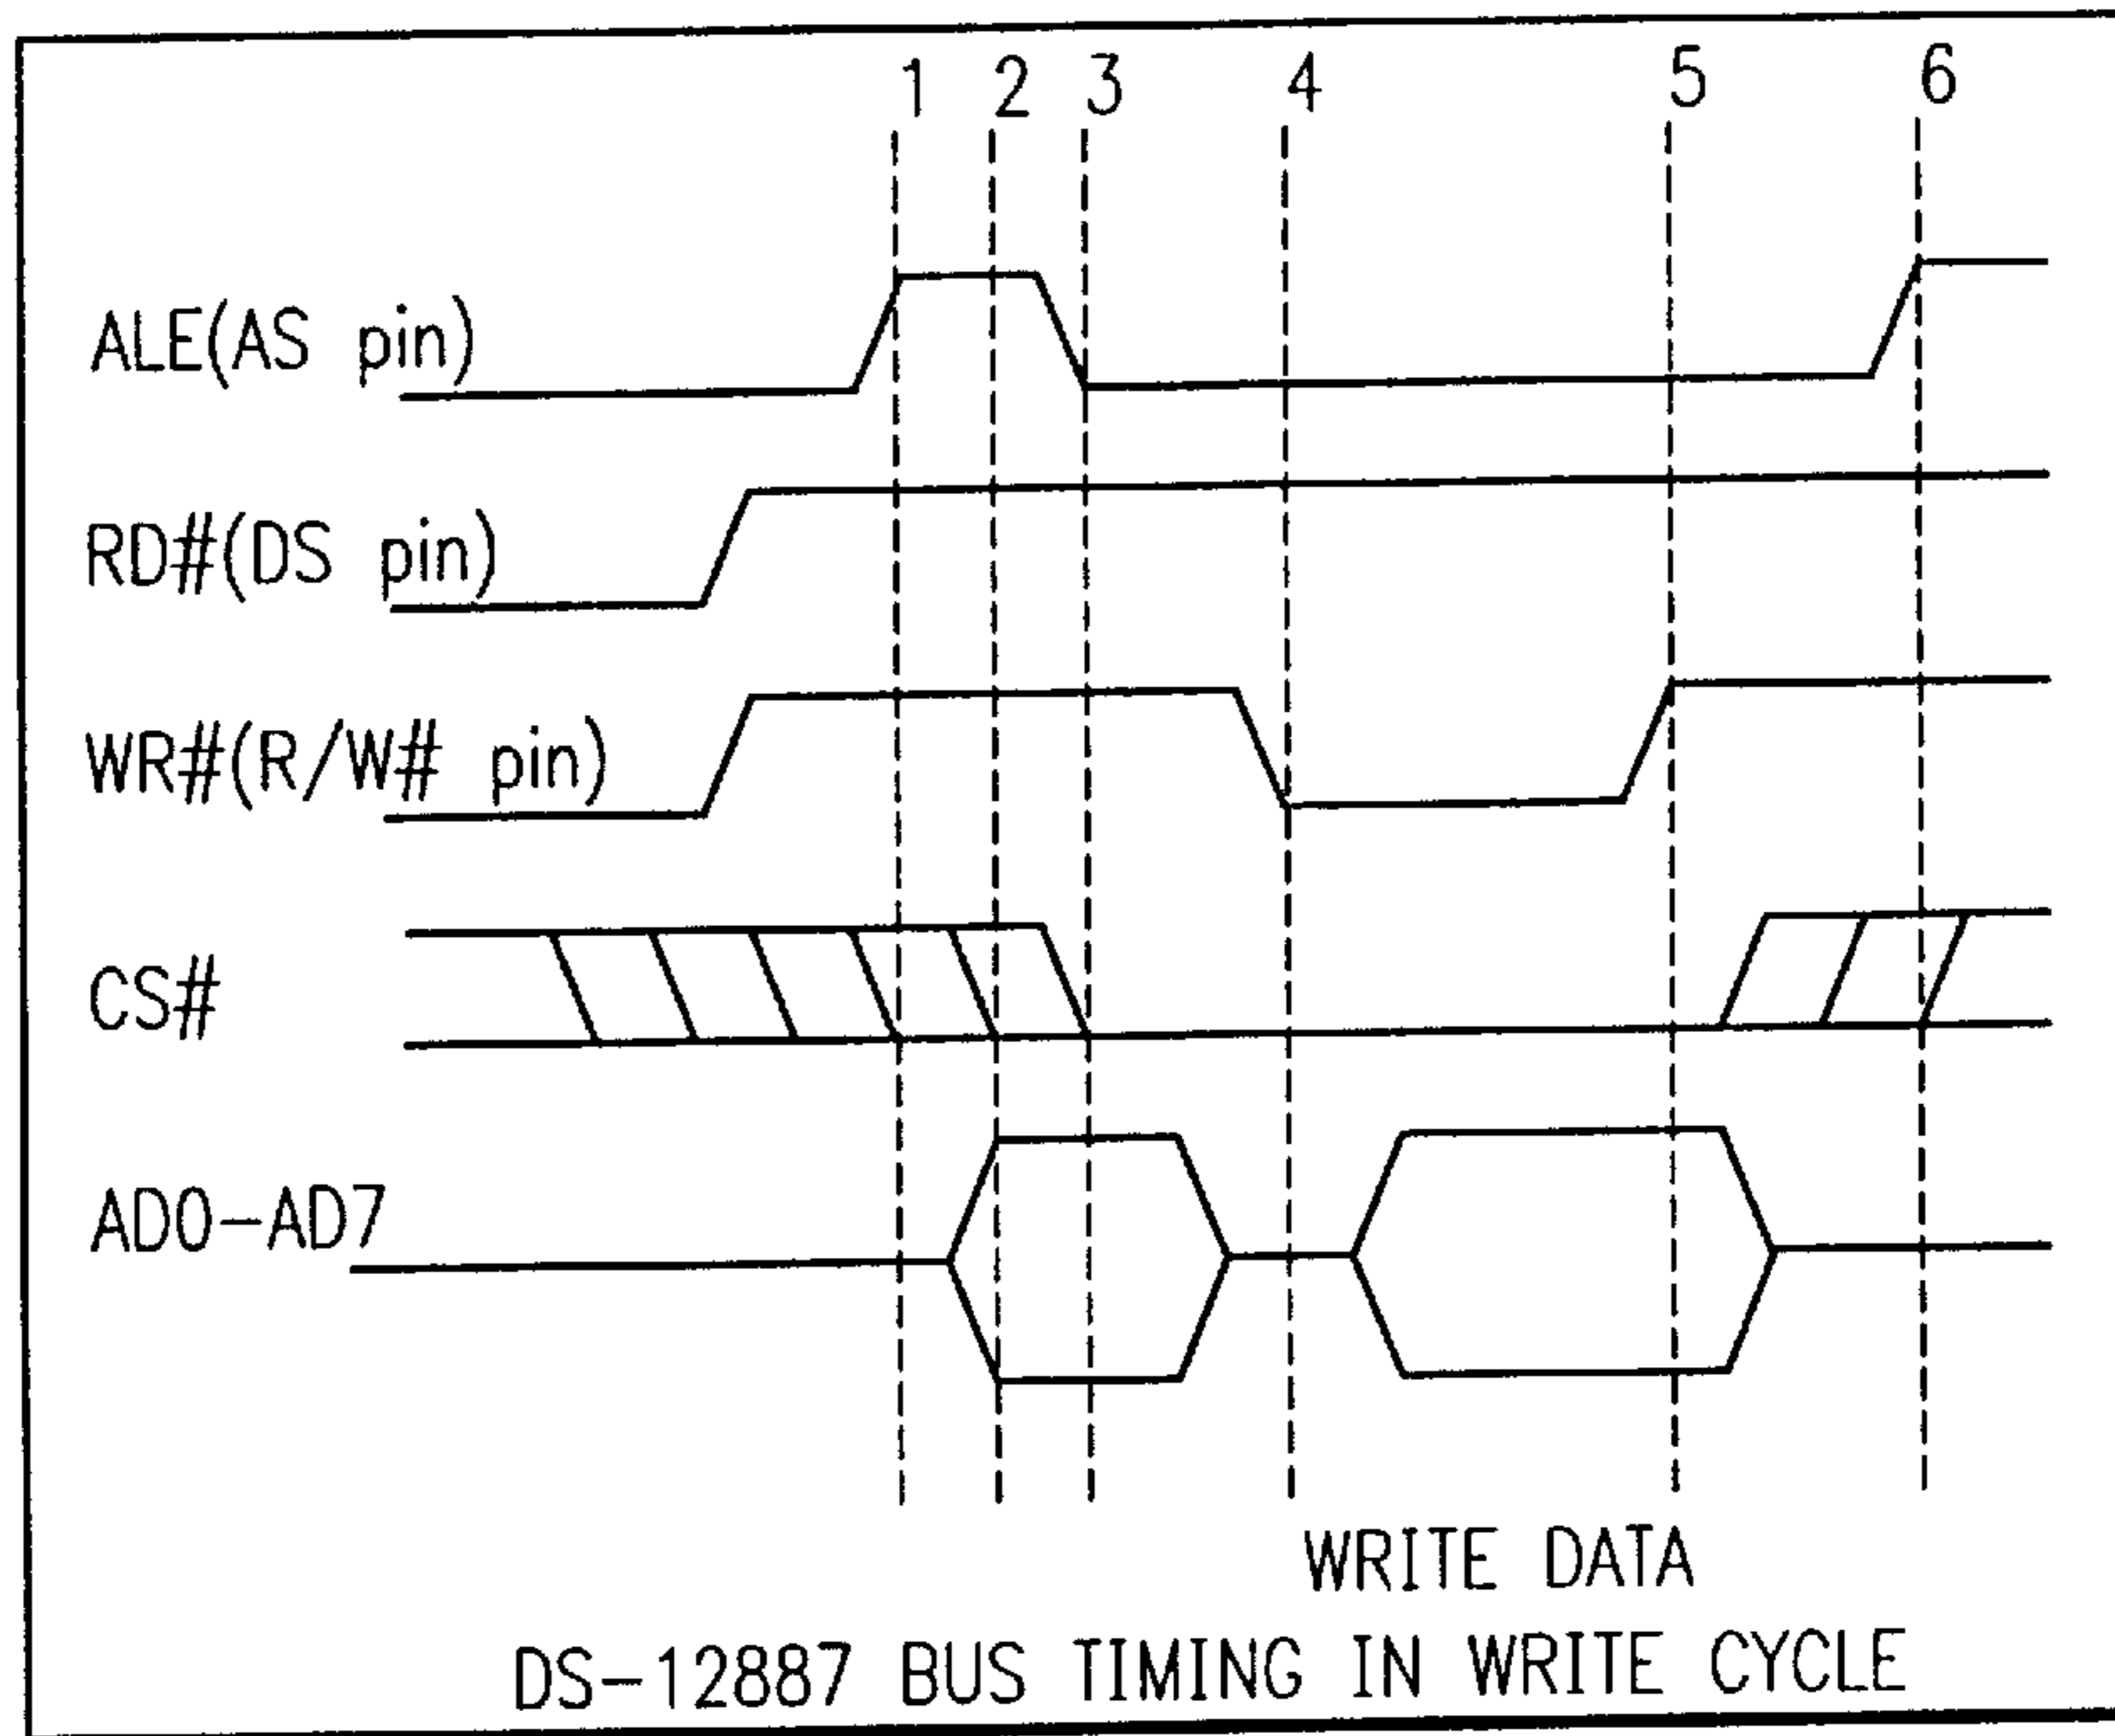 1 2 3 4 5 6
ALE(AS pin)
RD#(DS pin)
WR#(R/W# pin)
CS#
AD0-AD7
WRITE DATA
DS-12887 BUS TIMING IN WRITE CYCLE